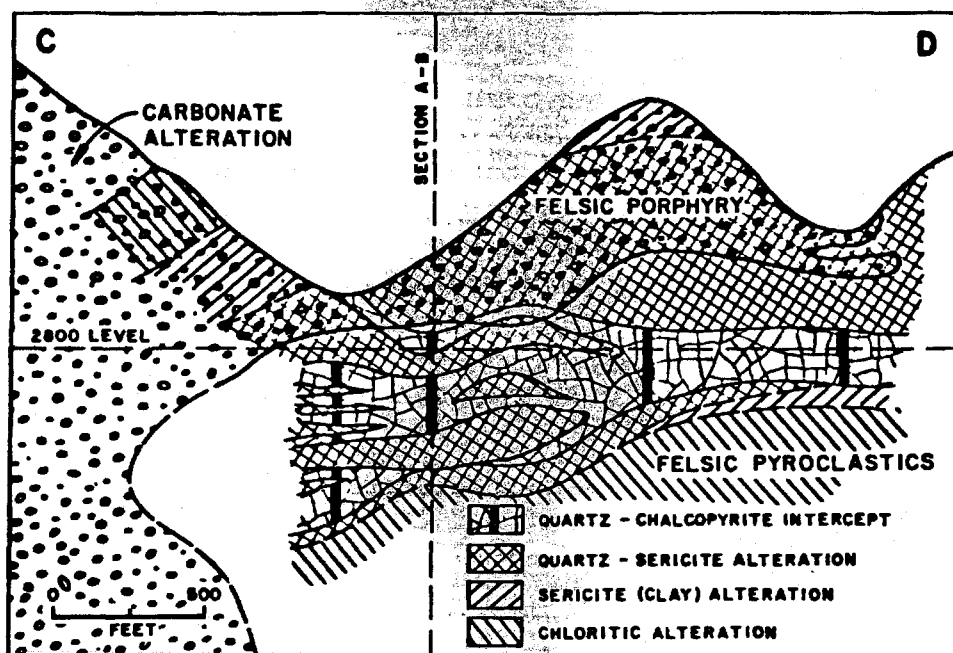 C
D
SECTION A-B
CARBONATE
ALTERATION
FELSIC PORPHYRY
2800 LEVEL
FELSIC PYROCLASTICS
QUARTZ - CHALCOPYRITE INTERCEPT
QUARTZ - SERICITE ALTERATION
SERICITE (CLAY) ALTERATION
CHLORITIC ALTERATION
0 500
FEET